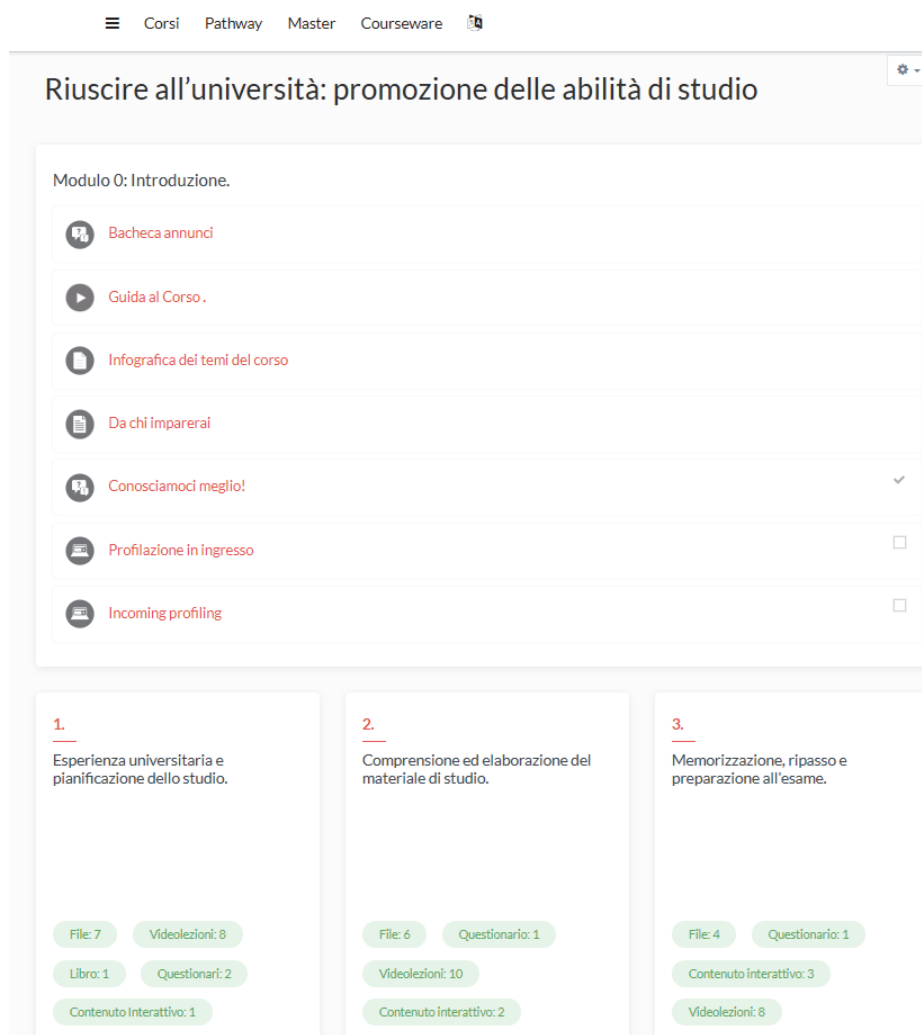 Corsi Pathway Master Courseware
Riuscire all'università: promozione delle abilità di studio
Modulo 0: Introduzione.
Bacheca annunci
Guida al Corso .
Infografica dei temi del corso
Da chi imparerai
Conosciamoci meglio!
Profilazione in ingresso
Incoming profiling
1.
Esperienza universitaria e
pianificazione dello studio.
File: 7 Videolezioni: 8
Libro: 1 Questionari: 2
Contenuto Interattivo: 1
2.
Comprensione ed elaborazione del
materiale di studio.
File: 6 Questionario: 1
Videolezioni: 10
Contenuto interattivo: 2
3.
Memorizzazione, ripasso e
preparazione all'esame.
File: 4 Questionario: 1
Contenuto interattivo: 3
Videolezioni: 8